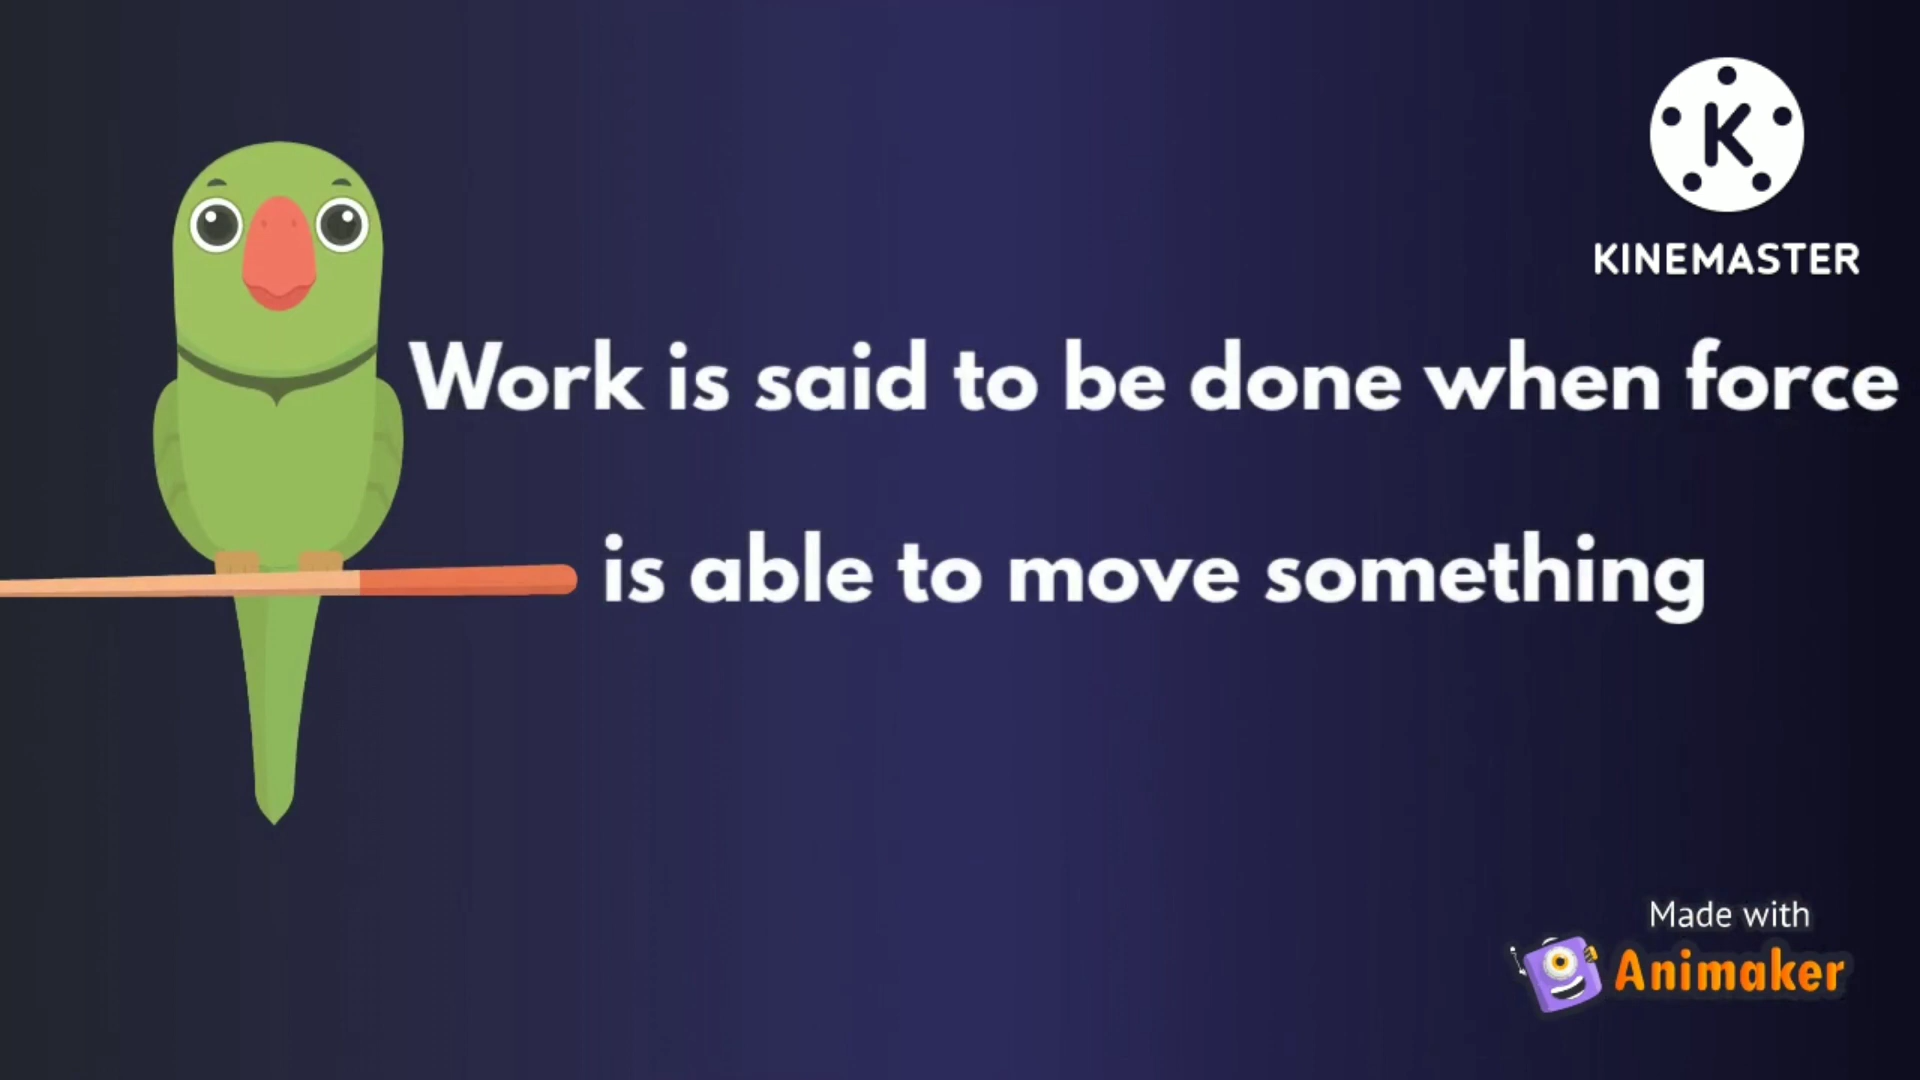 K
KINEMASTER
Work is said to be done when force
is able to move something
Made with
Animaker